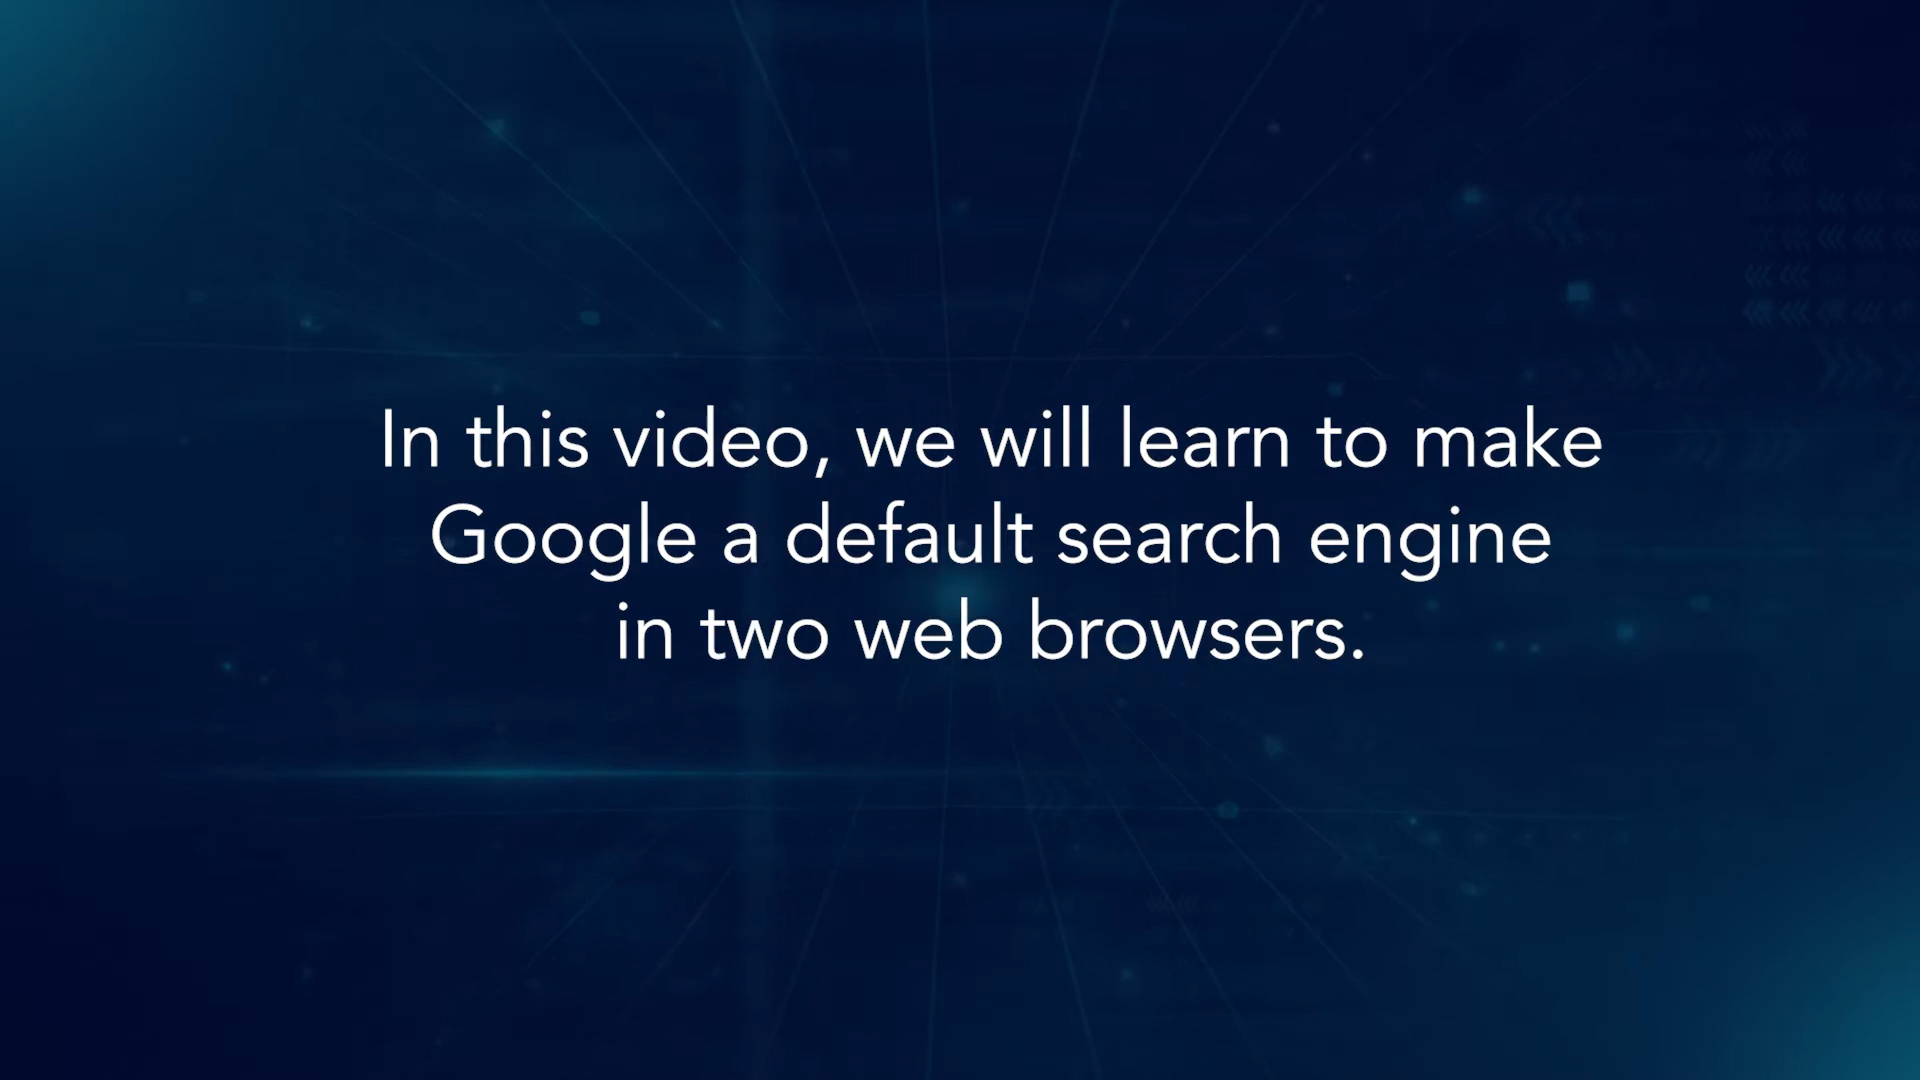 In this video, we will learn to make
Google a default search engine
in two web browsers.